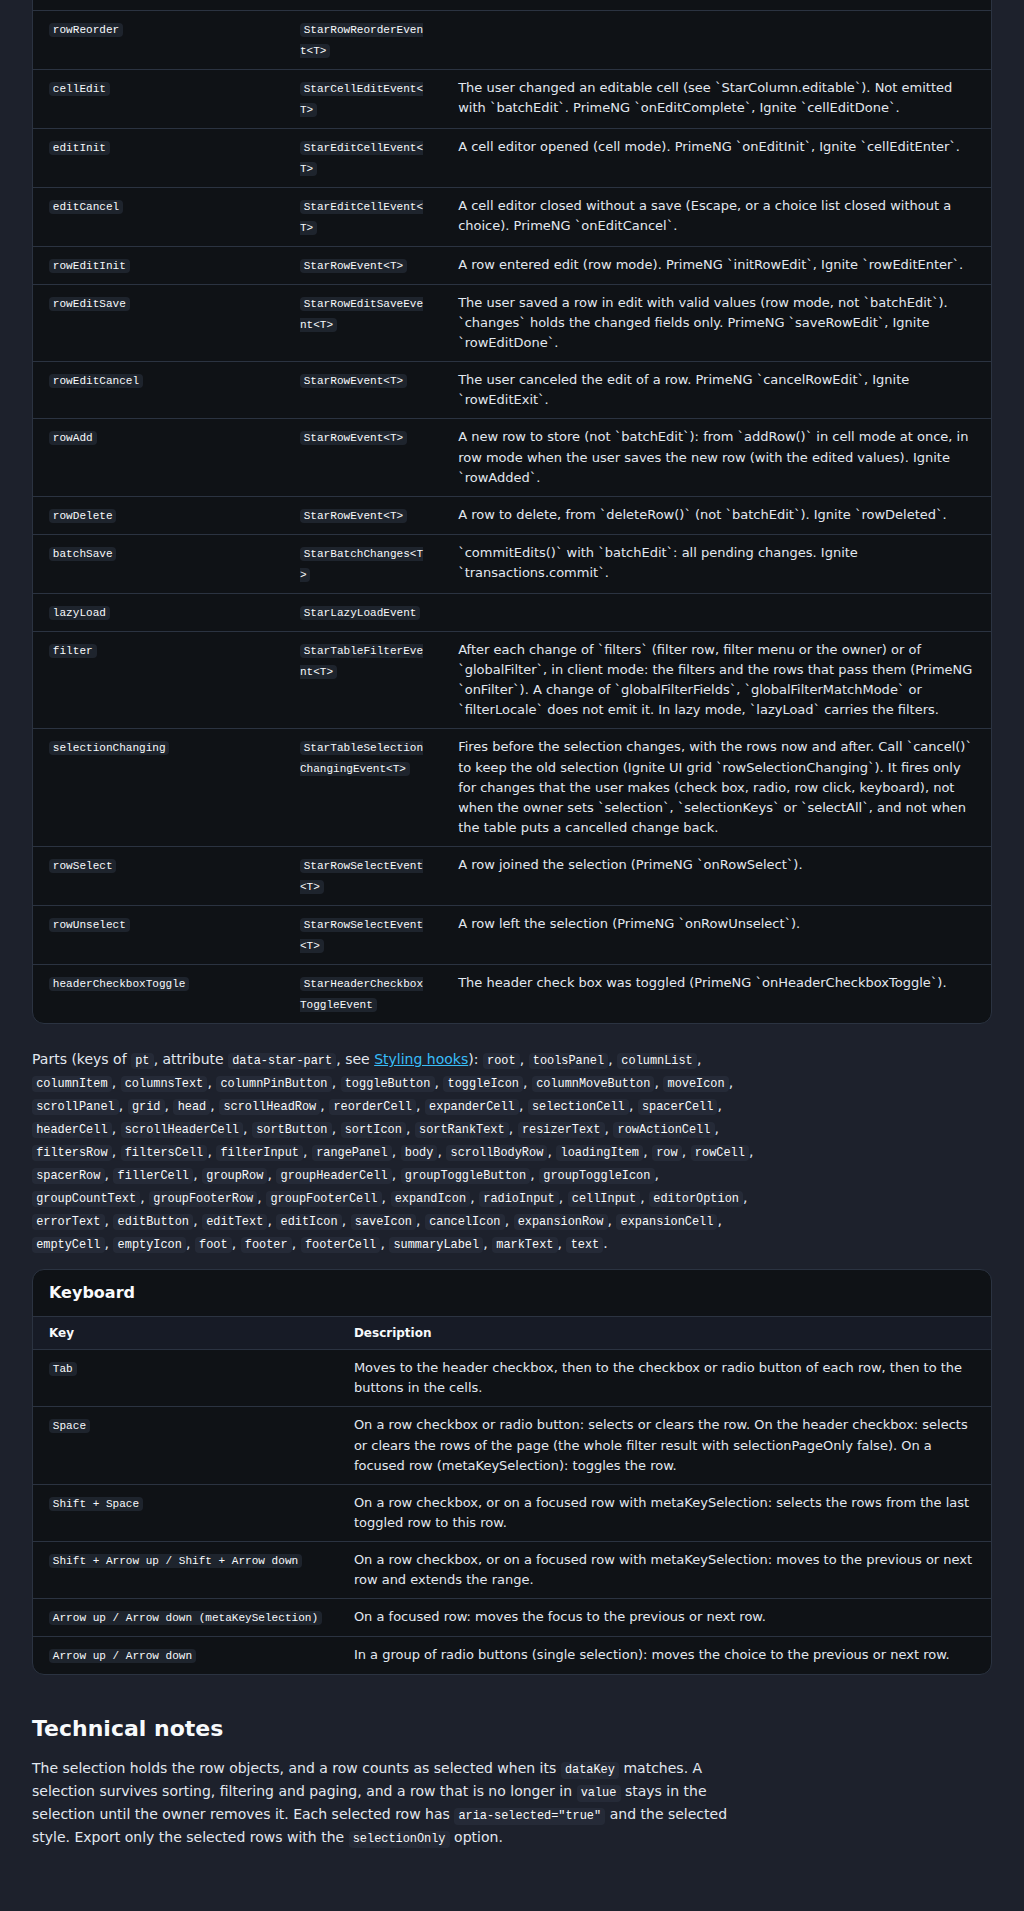 rowReorder StarRowReorderEven
t<T>
cellEdit StarCellEditEvent< The user changed an editable cell (see `StarColumn.editable`). Not emitted
T> with `batchEdit`. PrimeNG `onEditComplete`, Ignite `cellEditDone`.
editInit StarEditCellEvent< A cell editor opened (cell mode). PrimeNG `onEditInit`, Ignite `cellEditEnter`.
T>
editCancel StarEditCellEvent< A cell editor closed without a save (Escape, or a choice list closed without a
T> choice). PrimeNG `onEditCancel`.
rowEditInit StarRowEvent<T> A row entered edit (row mode). PrimeNG `initRowEdit`, Ignite `rowEditEnter`.
rowEditSave StarRowEditSaveEve The user saved a row in edit with valid values (row mode, not `batchEdit`).
nt<T> `changes` holds the changed fields only. PrimeNG `saveRowEdit`, Ignite
`rowEditDone`.
rowEditCancel StarRowEvent<T> The user canceled the edit of a row. PrimeNG `cancelRowEdit`, Ignite
`rowEditExit`.
rowAdd StarRowEvent<T> A new row to store (not `batchEdit`): from `addRow()` in cell mode at once, in
row mode when the user saves the new row (with the edited values). Ignite
`rowAdded`.
rowDelete StarRowEvent<T> A row to delete, from `deleteRow()` (not `batchEdit`). Ignite `rowDeleted`.
batchSave StarBatchChanges<T `commitEdits()` with `batchEdit`: all pending changes. Ignite
> `transactions.commit`.
lazyLoad StarLazyLoadEvent
filter StarTableFilterEve After each change of `filters` (filter row, filter menu or the owner) or of
nt<T> `globalFilter`, in client mode: the filters and the rows that pass them (PrimeNG
`onFilter`). A change of `globalFilterFields`, `globalFilterMatchMode` or
`filterLocale` does not emit it. In lazy mode, `lazyLoad` carries the filters.
selectionChanging StarTableSelection Fires before the selection changes, with the rows now and after. Call `cancel()`
ChangingEvent<T> to keep the old selection (Ignite UI grid `rowSelectionChanging`). It fires only
for changes that the user makes (check box, radio, row click, keyboard), not
when the owner sets `selection`, `selectionKeys` or `selectAll`, and not when
the table puts a cancelled change back.
rowSelect StarRowSelectEvent A row joined the selection (PrimeNG `onRowSelect`).
<T>
rowUnselect StarRowSelectEvent A row left the selection (PrimeNG `onRowUnselect`).
<T>
headerCheckboxToggle StarHeaderCheckbox The header check box was toggled (PrimeNG `onHeaderCheckboxToggle`).
ToggleEvent
Parts (keys of pt, attribute data-star-part, see Styling hooks): root, toolsPanel, columnList,
columnItem, columnsText, columnPinButton, toggleButton, toggleIcon, columnMoveButton, moveIcon,
scrollPanel, grid, head, scrollHeadRow, reorderCell, expanderCell, selectionCell, spacerCell,
headerCell, scrollHeaderCell, sortButton, sortIcon, sortRankText, resizerText, rowActionCell,
filtersRow, filtersCell, filterInput, rangePanel, body, scrollBodyRow, loadingItem, row, rowCell,
spacerRow, fillerCell, groupRow, groupHeaderCell, groupToggleButton, groupToggleIcon,
groupCountText, groupFooterRow, groupFooterCell, expandIcon, radioInput, cellInput, editorOption,
errorText, editButton, editText, editIcon, saveIcon, cancelIcon, expansionRow, expansionCell,
emptyCell, emptyIcon, foot, footer, footerCell, summaryLabel, markText, text.
Keyboard
Key Description
Tab Moves to the header checkbox, then to the checkbox or radio button of each row, then to the
buttons in the cells.
Space On a row checkbox or radio button: selects or clears the row. On the header checkbox: selects
or clears the rows of the page (the whole filter result with selectionPageOnly false). On a
focused row (metaKeySelection): toggles the row.
Shift + Space On a row checkbox, or on a focused row with metaKeySelection: selects the rows from the last
toggled row to this row.
Shift + Arrow up / Shift + Arrow down On a row checkbox, or on a focused row with metaKeySelection: moves to the previous or next
row and extends the range.
Arrow up / Arrow down (metaKeySelection) On a focused row: moves the focus to the previous or next row.
Arrow up / Arrow down In a group of radio buttons (single selection): moves the choice to the previous or next row.
Technical notes
The selection holds the row objects, and a row counts as selected when its dataKey matches. A
selection survives sorting, filtering and paging, and a row that is no longer in value stays in the
selection until the owner removes it. Each selected row has aria-selected="true" and the selected
style. Export only the selected rows with the selectionOnly option.